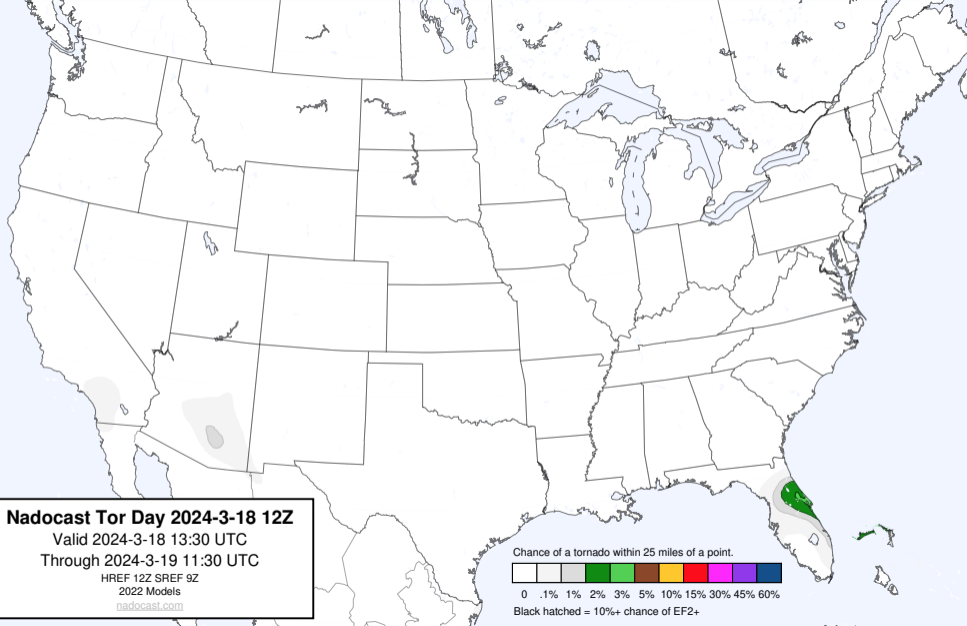 Nadocast Tor Day 2024-3-18 12Z
Valid 2024-3-18 13:30 UTC
Through 2024-3-19 11:30 UTC
HREF 12Z SREF 9Z
2022 Models
nadocast.com
Chance of a tornado within 25 miles of a point.
0 .1% 1% 2% 3% 5% 10% 15% 30% 45% 60%
Black hatched = 10%+ chance of EF2+